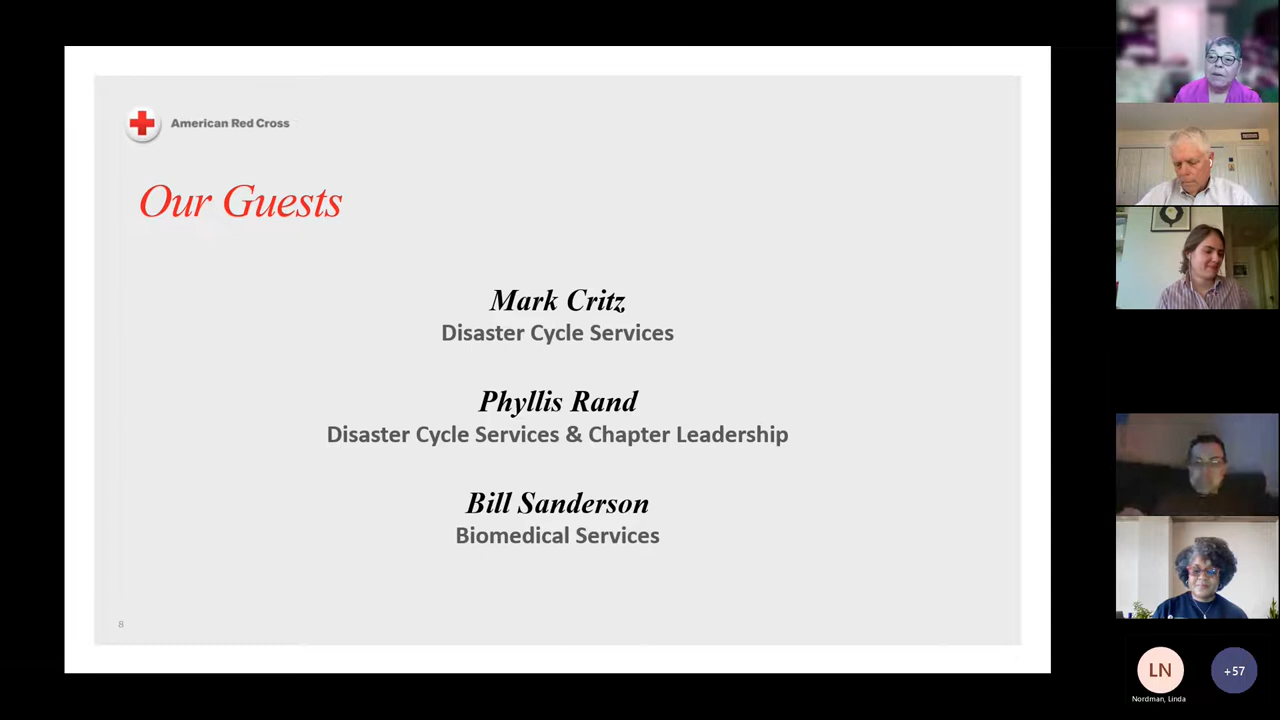 American Red Cross
Our Guests
Mark Critz
Disaster Cycle Services
Phyllis Rand
Disaster Cycle Services & Chapter Leadership
Bill Sanderson
Biomedical Services
8
LN
+57
Nordman, Linda